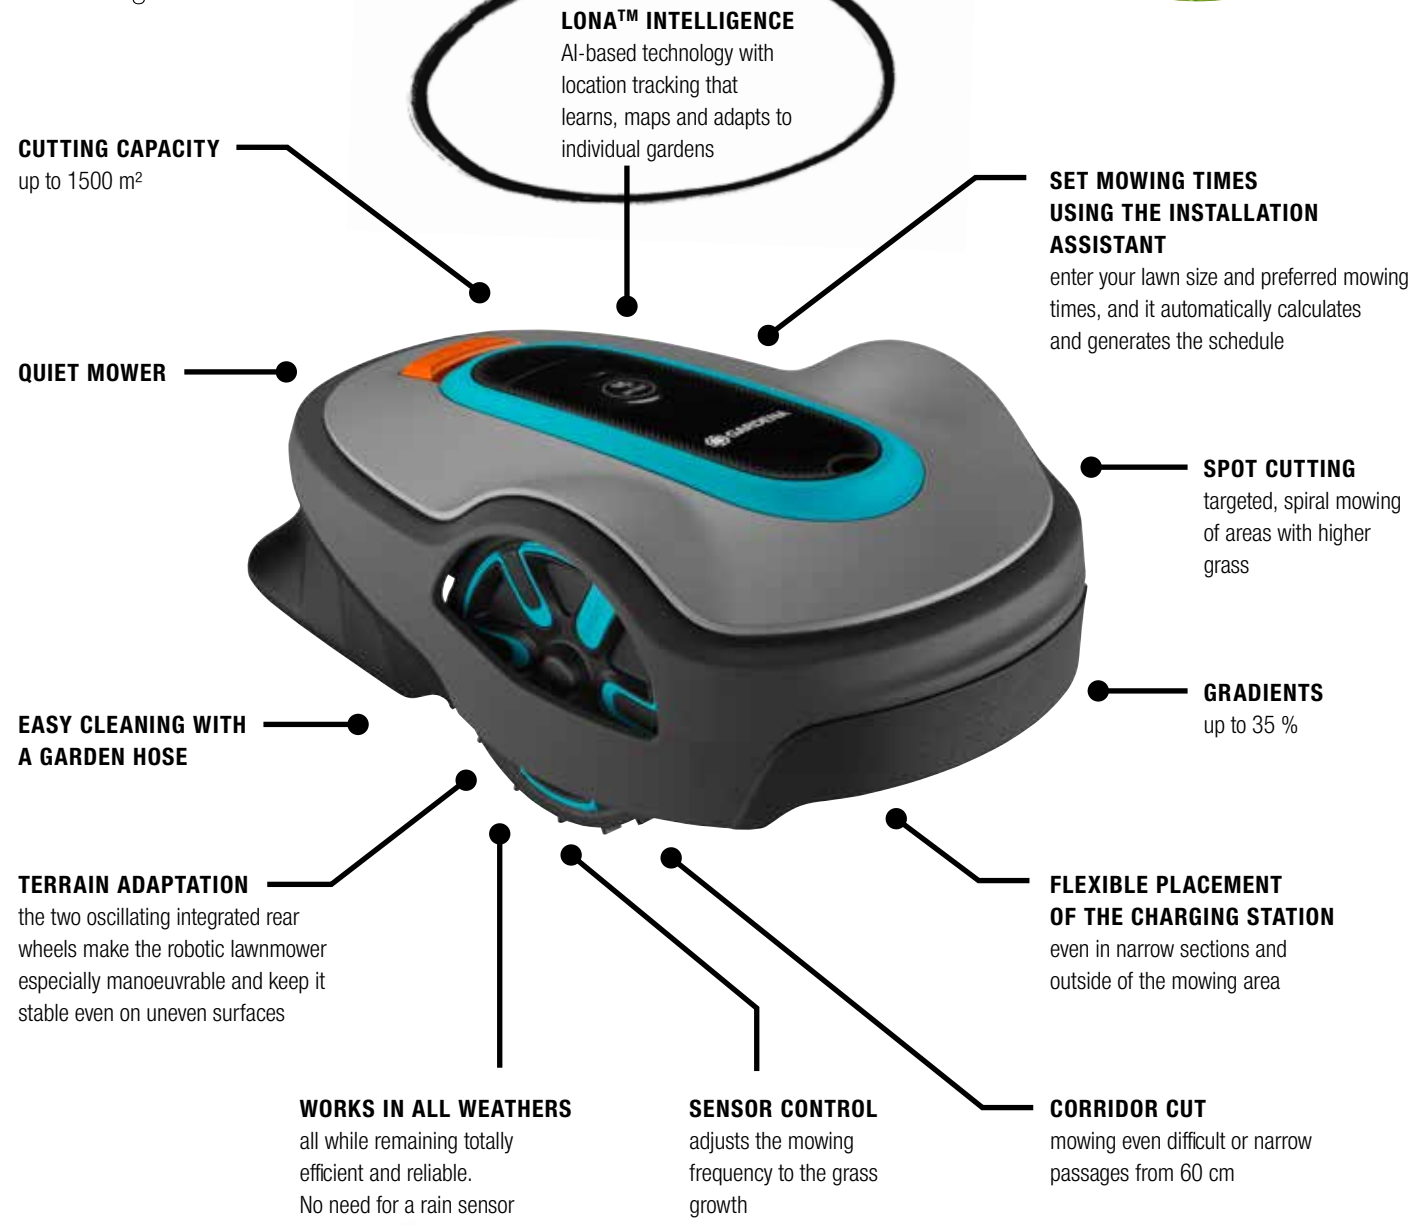 LONA™ INTELLIGENCE
AI-based technology with
location tracking that
learns, maps and adapts to
individual gardens
CUTTING CAPACITY
up to 1500 m²
SET MOWING TIMES
USING THE INSTALLATION
ASSISTANT
enter your lawn size and preferred mowing
times, and it automatically calculates
and generates the schedule
QUIET MOWER
GARDENA
SPOT CUTTING
targeted, spiral mowing
of areas with higher
grass
GRADIENTS
up to 35 %
EASY CLEANING WITH
A GARDEN HOSE
TERRAIN ADAPTATION
the two oscillating integrated rear
wheels make the robotic lawnmower
especially manoeuvrable and keep it
stable even on uneven surfaces
FLEXIBLE PLACEMENT
OF THE CHARGING STATION
even in narrow sections and
outside of the mowing area
WORKS IN ALL WEATHERS
all while remaining totally
efficient and reliable.
No need for a rain sensor
SENSOR CONTROL
adjusts the mowing
frequency to the grass
growth
CORRIDOR CUT
mowing even difficult or narrow
passages from 60 cm